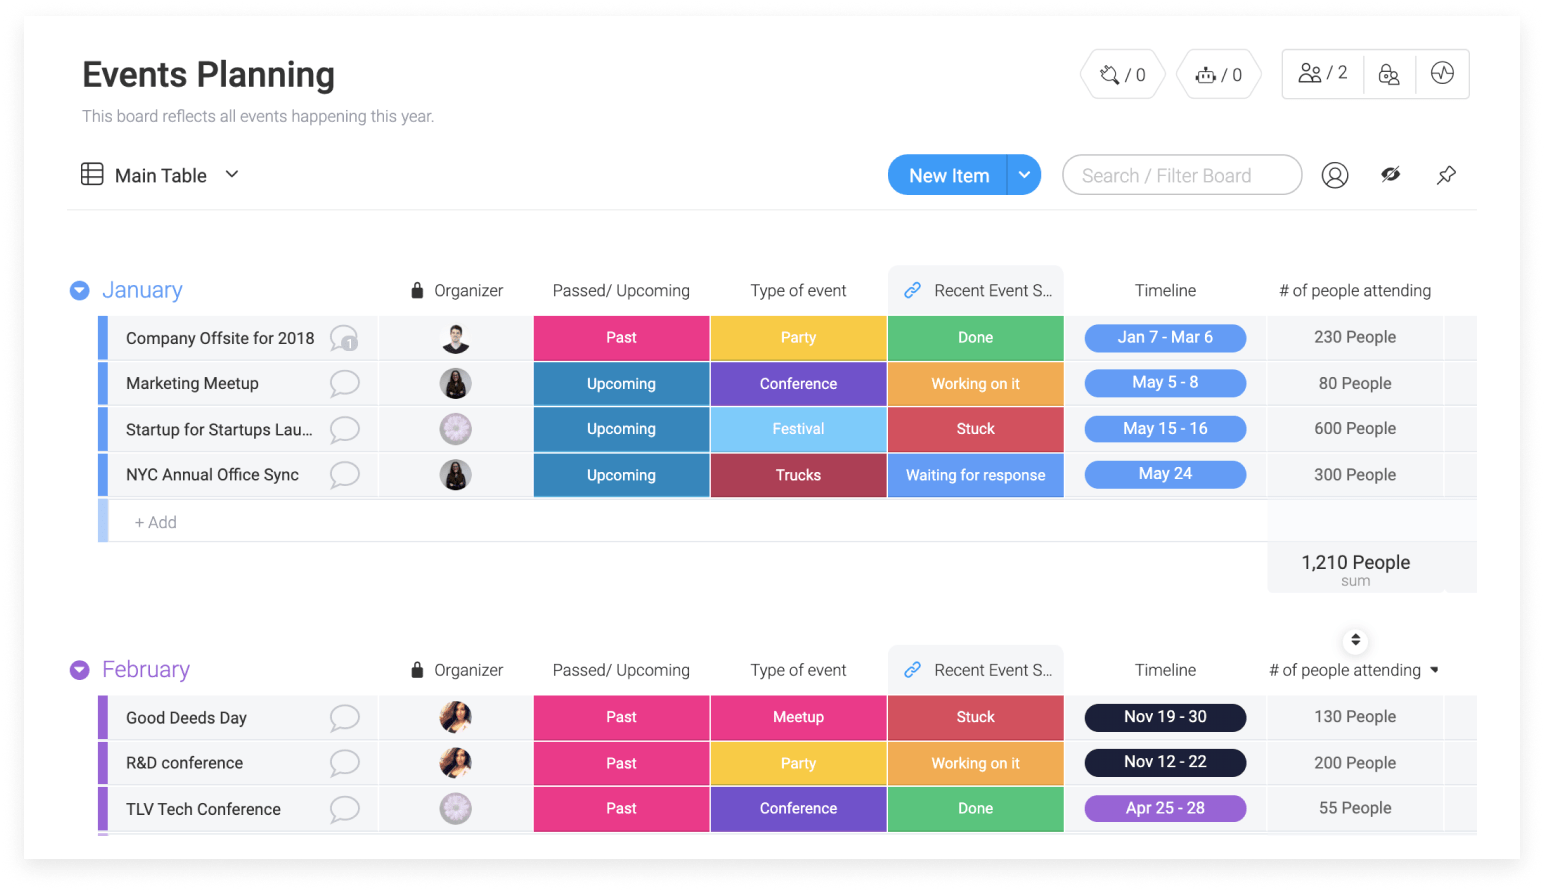 Events Planning
/ 0
/ 0
/ 2
This board reflects all events happening this year.
Main Table
New Item
Search / Filter Board
January
Organizer
Passed/ Upcoming
Type of event
Recent Event S...
Timeline
# of people attending
Company Offsite for 2018
1
Past
Party
Done
Jan 7 - Mar 6
230 People
Marketing Meetup
Upcoming
Conference
Working on it
May 5 - 8
80 People
Startup for Startups Lau...
Upcoming
Festival
Stuck
May 15 - 16
600 People
NYC Annual Office Sync
Upcoming
Trucks
Waiting for response
May 24
300 People
+ Add
1,210 People
sum
February
Organizer
Passed/ Upcoming
Type of event
Recent Event S...
Timeline
# of people attending
Good Deeds Day
Past
Meetup
Stuck
Nov 19 - 30
130 People
R&D conference
Past
Party
Working on it
Nov 12 - 22
200 People
TLV Tech Conference
Past
Conference
Done
Apr 25 - 28
55 People